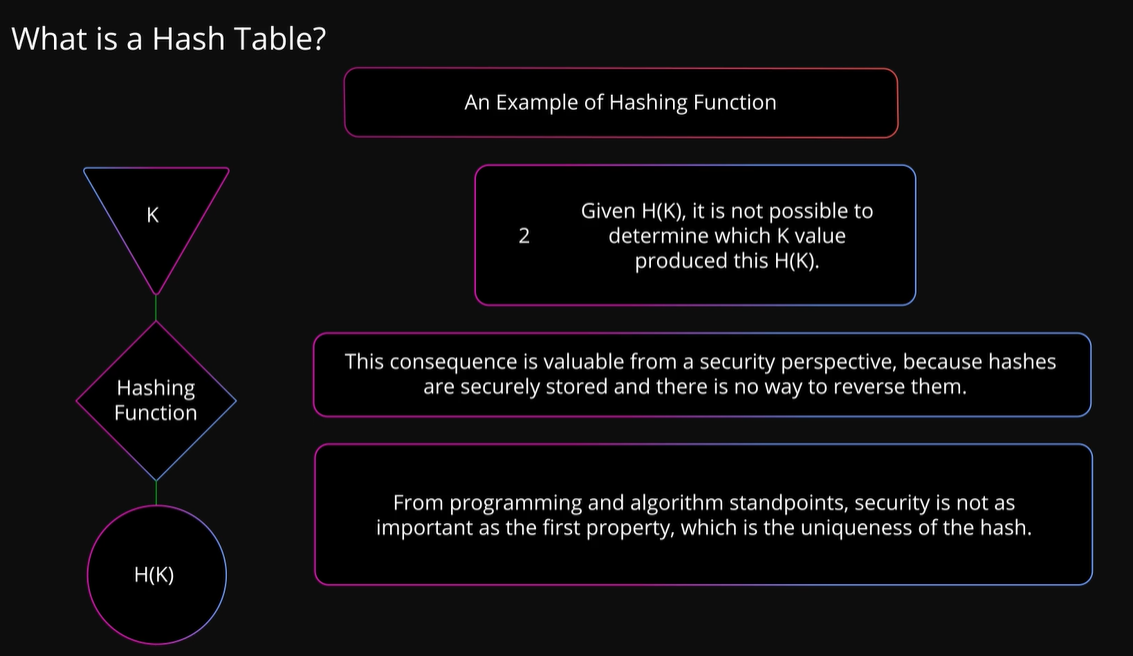 What is a Hash Table?
An Example of Hashing Function
K
2
Given H(K), it is not possible to
determine which K value
produced this H(K).
This consequence is valuable from a security perspective, because hashes
are securely stored and there is no way to reverse them.
Hashing
Function
From programming and algorithm standpoints, security is not as
important as the first property, which is the uniqueness of the hash.
H(K)